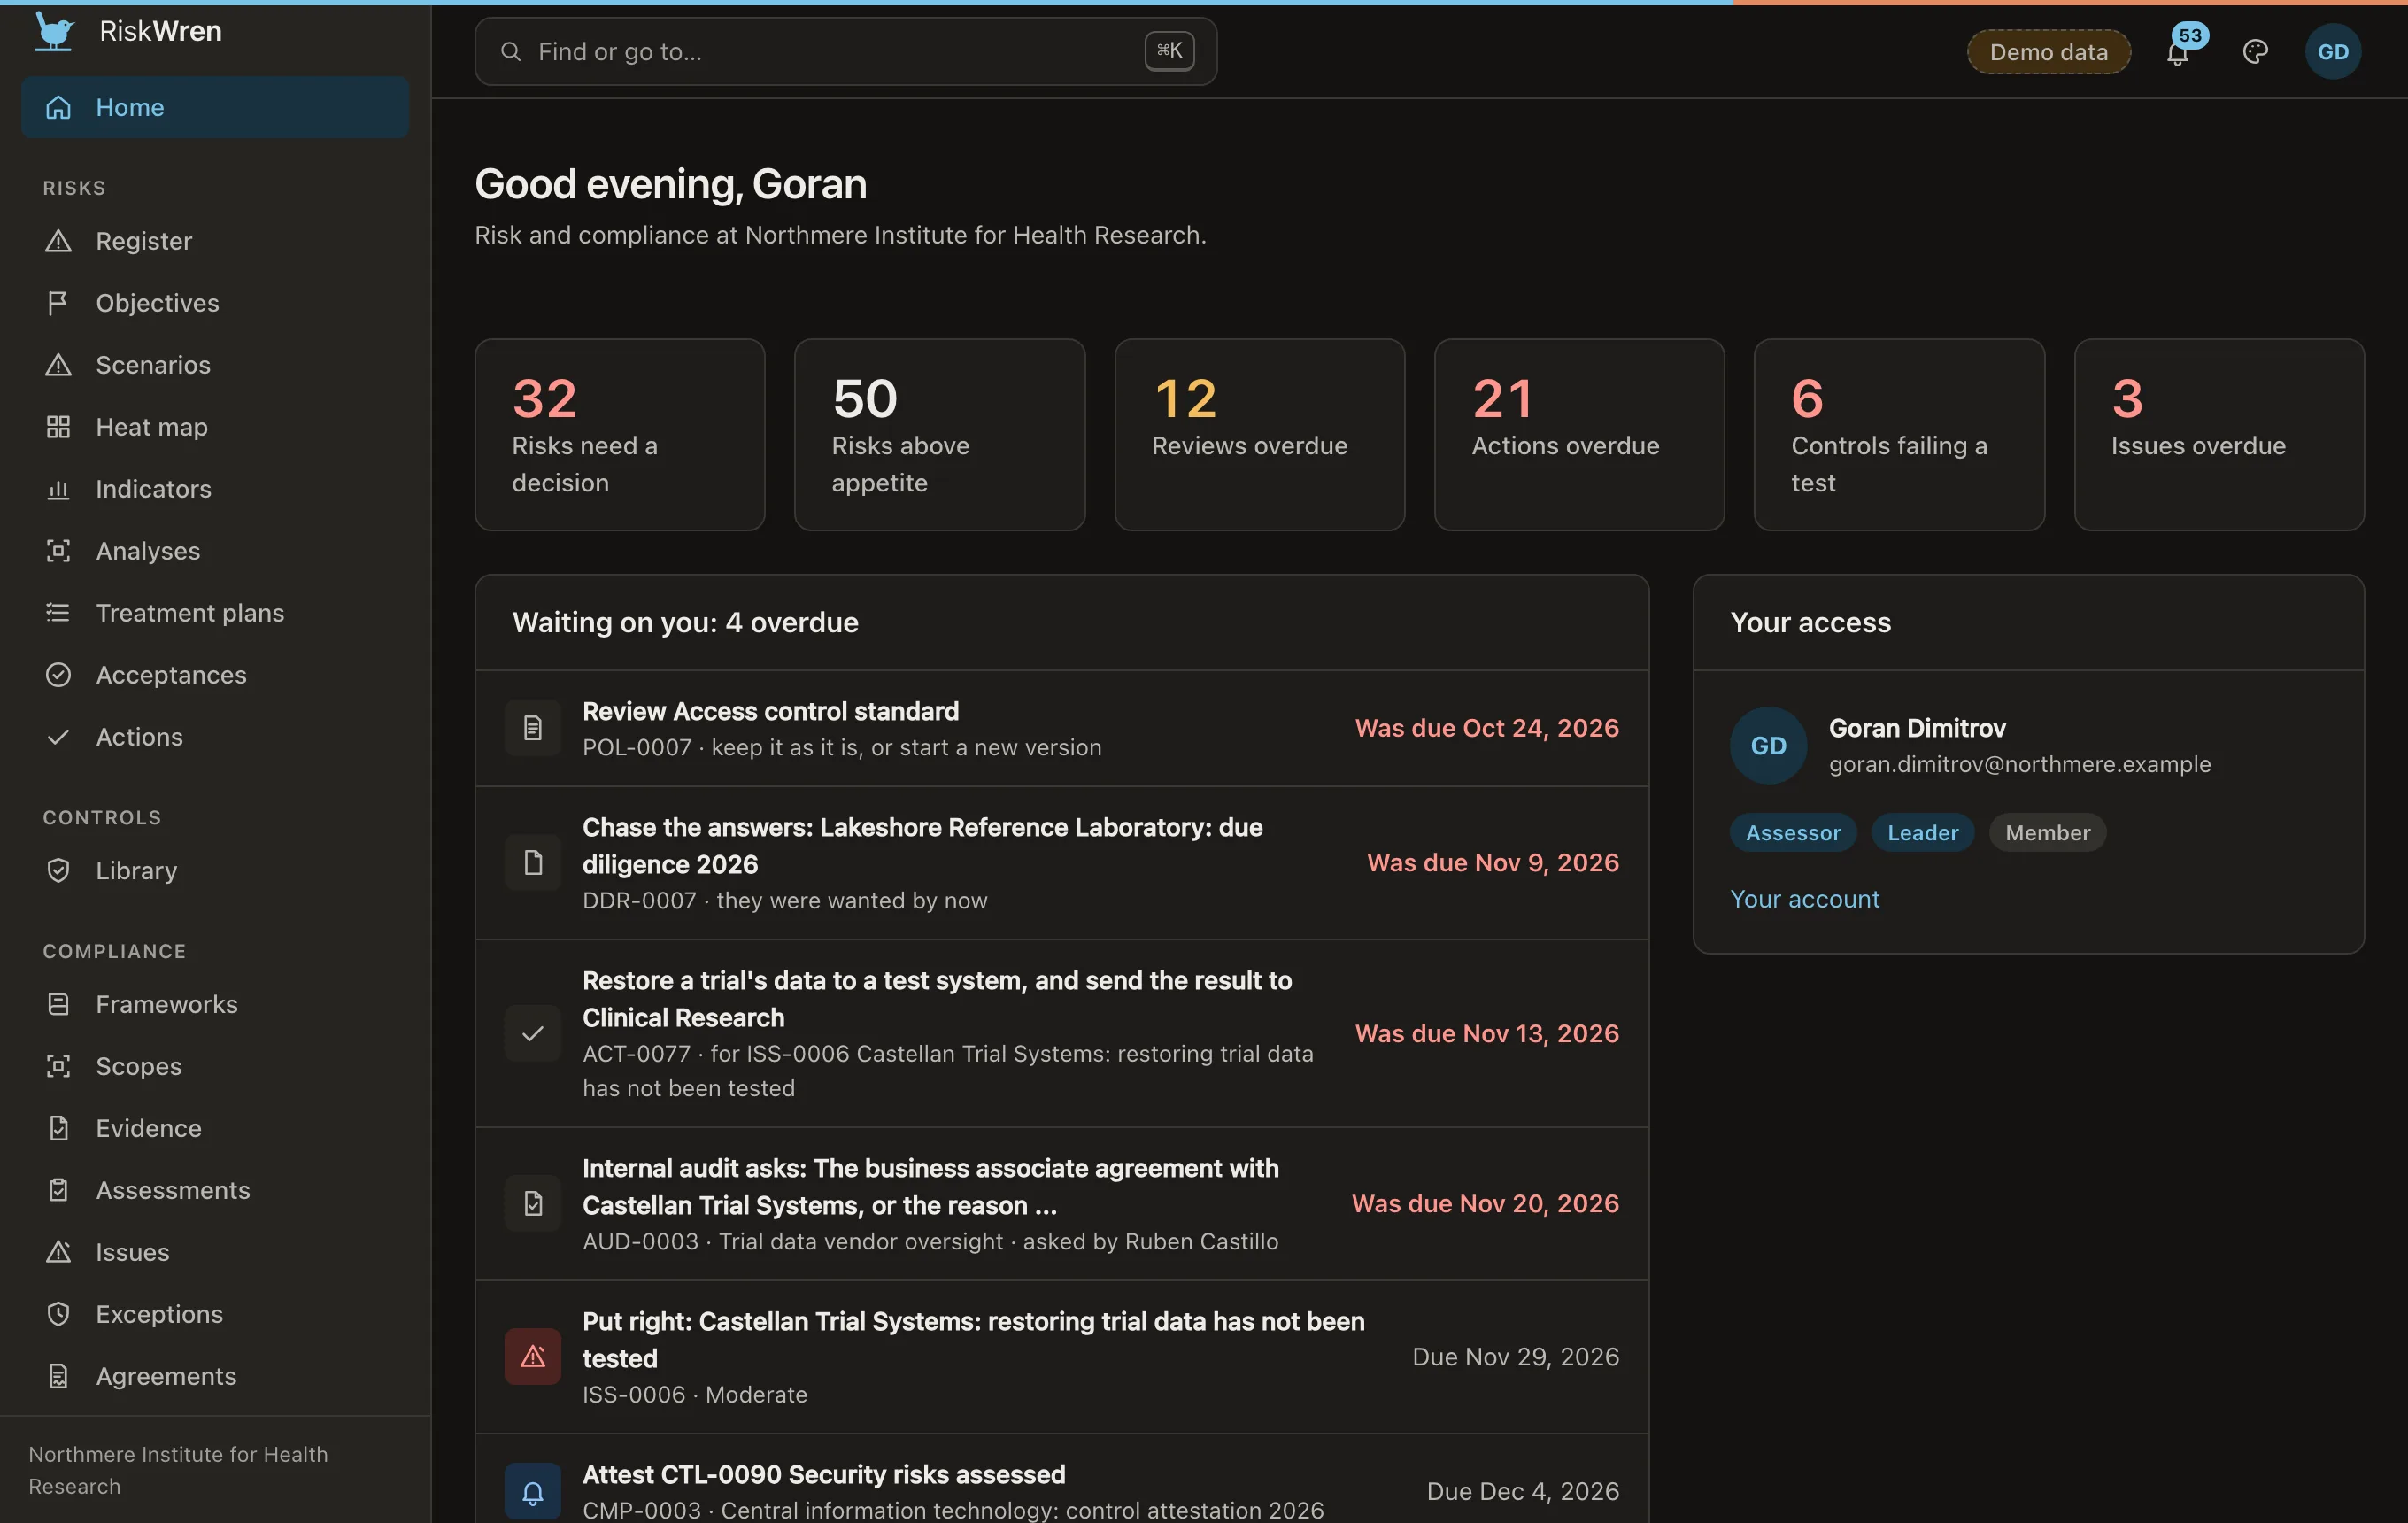 RiskWren
Find or go to...
⌘K
Demo data
53
GD
Home
RISKS
Register
Objectives
Scenarios
Heat map
Indicators
Analyses
Treatment plans
Acceptances
Actions
CONTROLS
Library
COMPLIANCE
Frameworks
Scopes
Evidence
Assessments
Issues
Exceptions
Agreements
Northmere Institute for Health
Research
Good evening, Goran
Risk and compliance at Northmere Institute for Health Research.
32
Risks need a
decision
50
Risks above
appetite
12
Reviews overdue
21
Actions overdue
6
Controls failing a
test
3
Issues overdue
Waiting on you: 4 overdue
Review Access control standard
POL-0007 · keep it as it is, or start a new version
Was due Oct 24, 2026
Chase the answers: Lakeshore Reference Laboratory: due
diligence 2026
DDR-0007 · they were wanted by now
Was due Nov 9, 2026
Restore a trial's data to a test system, and send the result to
Clinical Research
ACT-0077 · for ISS-0006 Castellan Trial Systems: restoring trial data
has not been tested
Was due Nov 13, 2026
Internal audit asks: The business associate agreement with
Castellan Trial Systems, or the reason ...
AUD-0003 · Trial data vendor oversight · asked by Ruben Castillo
Was due Nov 20, 2026
Put right: Castellan Trial Systems: restoring trial data has not been
tested
ISS-0006 · Moderate
Due Nov 29, 2026
Attest CTL-0090 Security risks assessed
CMP-0003 · Central information technology: control attestation 2026
Due Dec 4, 2026
Your access
GD
Goran Dimitrov
goran.dimitrov@northmere.example
Assessor
Leader
Member
Your account